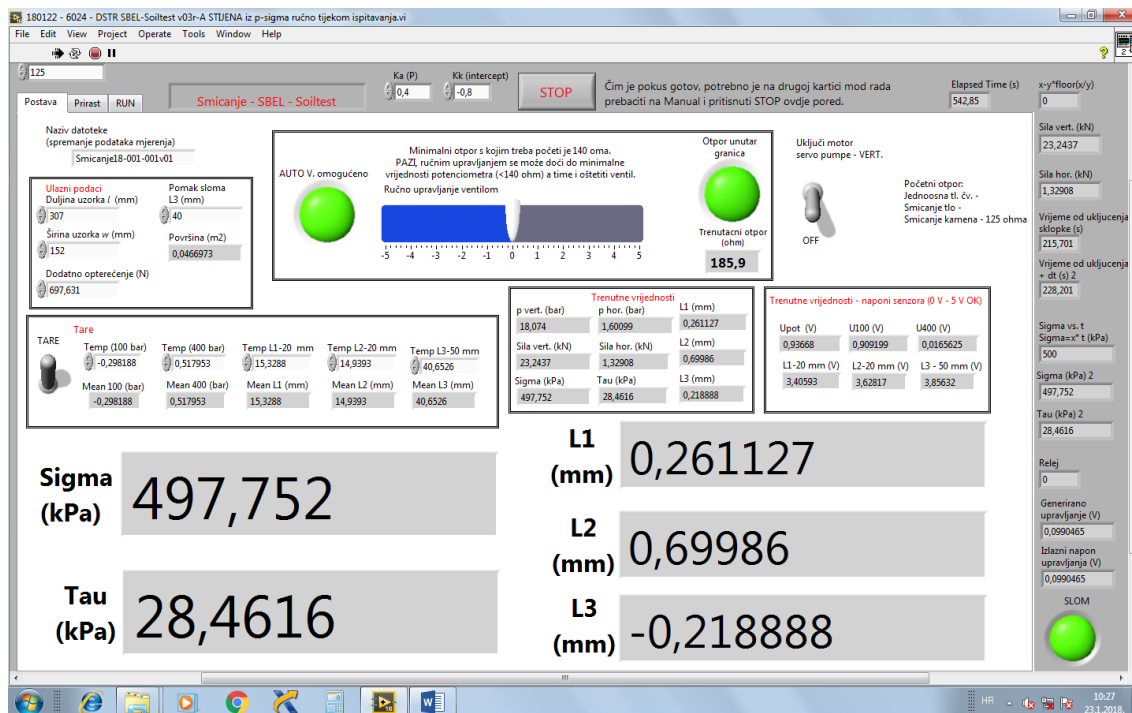 180122 - 6024 - DSTR SBEL-Soiltest v03r-A STIJENA iz p-sigma ručno tijekom ispitavanja.vi
File Edit View Project Operate Tools Window Help
125
Postava Prirast RUN
Smicanje - SBEL - Soiltest
Ka (P)
0,4
Kk (intercept)
-0,8
STOP
Čim je pokus gotov, potrebno je na drugoj kartici mod rada
prebaciti na Manual i pritisnuti STOP ovdje pored.
Elapsed Time (s)
542,85
x-y*floor(x/y)
0
Naziv datoteke
(spremanje podataka mjerenja)
Smicanje18-001-001v01
Ulazni podaci
Duljina uzorka l (mm)
307
Širina uzorka w (mm)
152
Dodatno opterećenje (N)
697,631
Pomak sloma
L3 (mm)
40
Površina (m2)
0,0466973
AUTO V. omogućeno
Minimalni otpor s kojim treba početi je 140 oma.
PAZI, ručnim upravljanjem se može doći do minimalne
vrijednosti potenciometra (<140 ohm) a time i oštetiti ventil.
Ručno upravljanje ventilom
-5 -4 -3 -2 -1 0 1 2 3 4 5
Otpor unutar
granica
Trenutacni otpor
(ohm)
185,9
Uključi motor
servo pumpe - VERT.
OFF
Početni otpor:
Jednoosna tl. čv. -
Smicanje tlo -
Smicanje kamena - 125 ohma
Tare
TARE
Temp (100 bar) Temp (400 bar) Temp L1-20 mm Temp L2-20 mm Temp L3-50 mm
-0,298188 0,517953 15,3288 14,9393 40,6526
Mean 100 (bar) Mean 400 (bar) Mean L1 (mm) Mean L2 (mm) Mean L3 (mm)
-0,298188 0,517953 15,3288 14,9393 40,6526
Trenutne vrijednosti
p vert. (bar) p hor. (bar) L1 (mm)
18,074 1,60099 0,261127
Sila vert. (kN) Sila hor. (kN) L2 (mm)
23,2437 1,32908 0,69986
Sigma (kPa) Tau (kPa) L3 (mm)
497,752 28,4616 0,218888
Trenutne vrijednosti - naponi senzora (0 V - 5 V OK)
Upot (V) U100 (V) U400 (V)
0,93668 0,909199 0,0165625
L1-20 mm (V) L2-20 mm (V) L3 - 50 mm (V)
3,40593 3,62817 3,85632
Sigma
(kPa)
497,752
Tau
(kPa)
28,4616
L1
(mm)
0,261127
L2
(mm)
0,69986
L3
(mm)
-0,218888
Sila vert. (kN)
23,2437
Sila hor. (kN)
1,32908
Vrijeme od ukljucenja
sklopke (s)
215,701
Vrijeme od ukljucenja
+ dt (s) 2
228,201
Sigma vs. t
Sigma=x* t (kPa)
500
Sigma (kPa) 2
497,752
Tau (kPa) 2
28,4616
Relej
0
Generirano
upravljanje (V)
0,0990465
Izlazni napon
upravljanja (V)
0,0990465
SLOM
HR
10:27
23.1.2018.